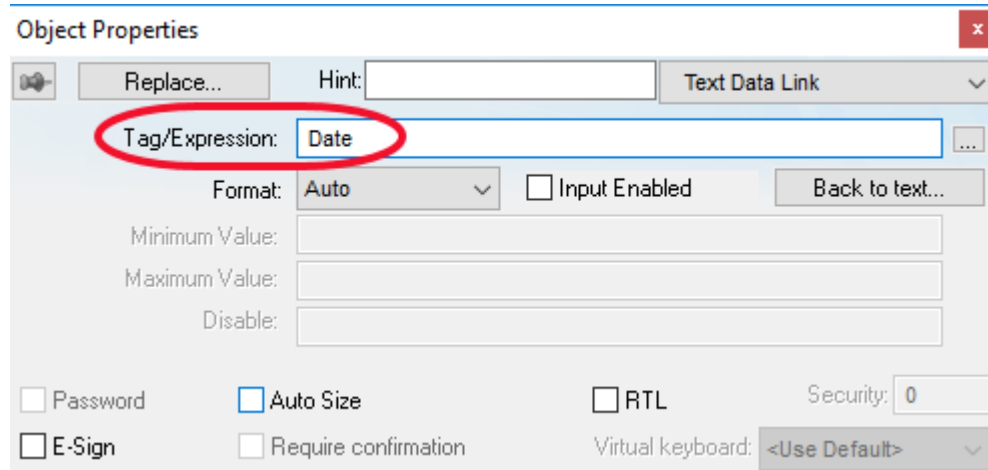 Object Properties
x
Replace... Hint: Text Data Link
Tag/Expression: Date ...
Format: Auto Input Enabled Back to text...
Minimum Value:
Maximum Value:
Disable:
Password Auto Size RTL Security: 0
E-Sign Require confirmation Virtual keyboard: <Use Default>